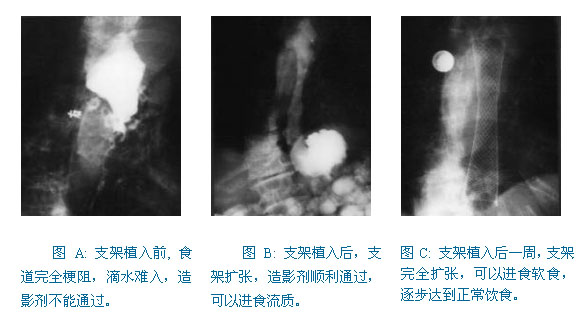 图 A: 支架植入前, 食
道完全梗阻，滴水难入，造
影剂不能通过。
图 B: 支架植入后，支
架扩张，造影剂顺利通过，
可以进食流质。
图C: 支架植入后一周, 支架
完全扩张，可以进食软食，
逐步达到正常饮食。